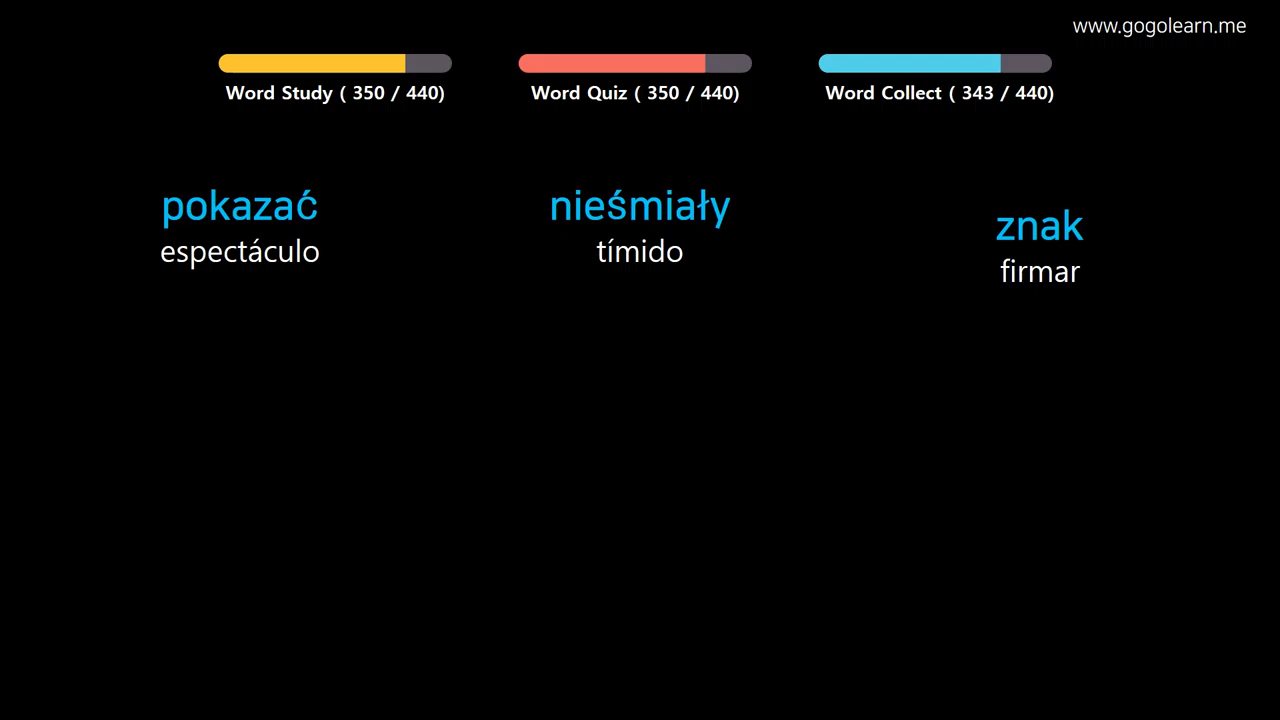 www.gogolearn.me
Word Study ( 350 / 440)
Word Quiz ( 350 / 440)
Word Collect ( 343 / 440)
pokazać
espectáculo
nieśmiały
tímido
znak
firmar